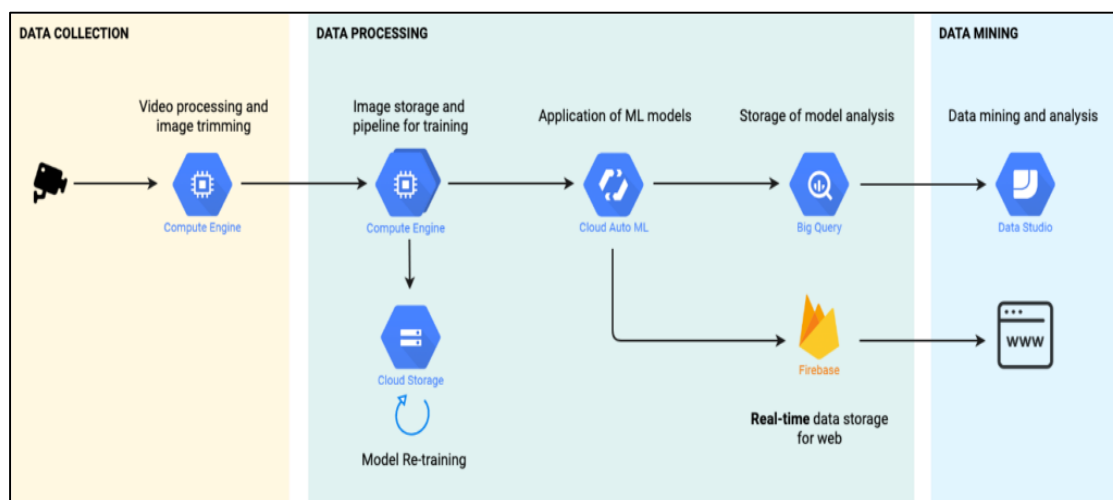 DATA COLLECTION
DATA PROCESSING
DATA MINING
Video processing and
image trimming
Image storage and
pipeline for training
Application of ML models
Storage of model analysis
Data mining and analysis
Compute Engine
Compute Engine
Cloud Auto ML
Big Query
Data Studio
WWW
Cloud Storage
Firebase
Model Re-training
Real-time data storage
for web